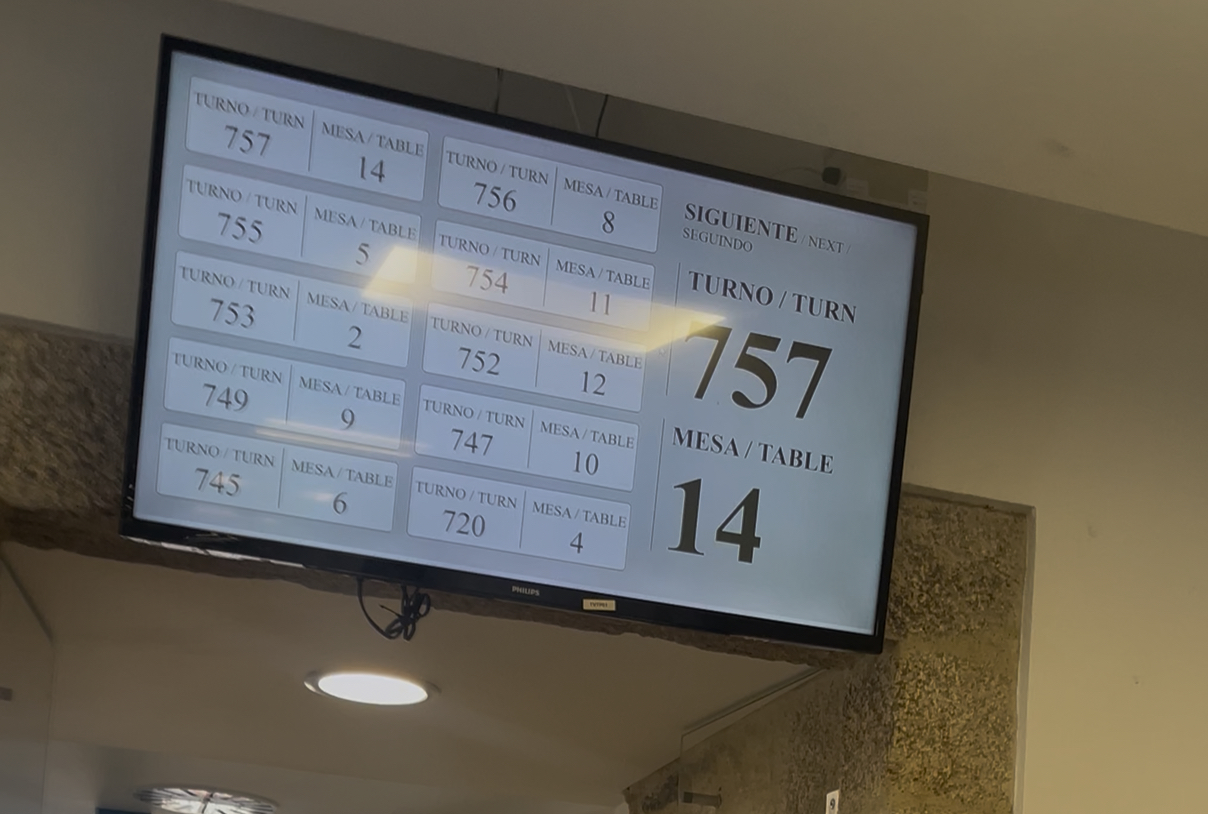 TURNO / TURN MESA / TABLE
757 14
TURNO / TURN MESA / TABLE
756 8
TURNO / TURN MESA / TABLE
755 5
TURNO / TURN MESA / TABLE
754 11
TURNO / TURN MESA / TABLE
753 2
TURNO / TURN MESA / TABLE
752 12
TURNO / TURN MESA / TABLE
749 9
TURNO / TURN MESA / TABLE
747 10
TURNO / TURN MESA / TABLE
745 6
TURNO / TURN MESA / TABLE
720 4
SIGUIENTE / NEXT /
SEGUINDO
TURNO / TURN
757
MESA / TABLE
14
PHILIPS